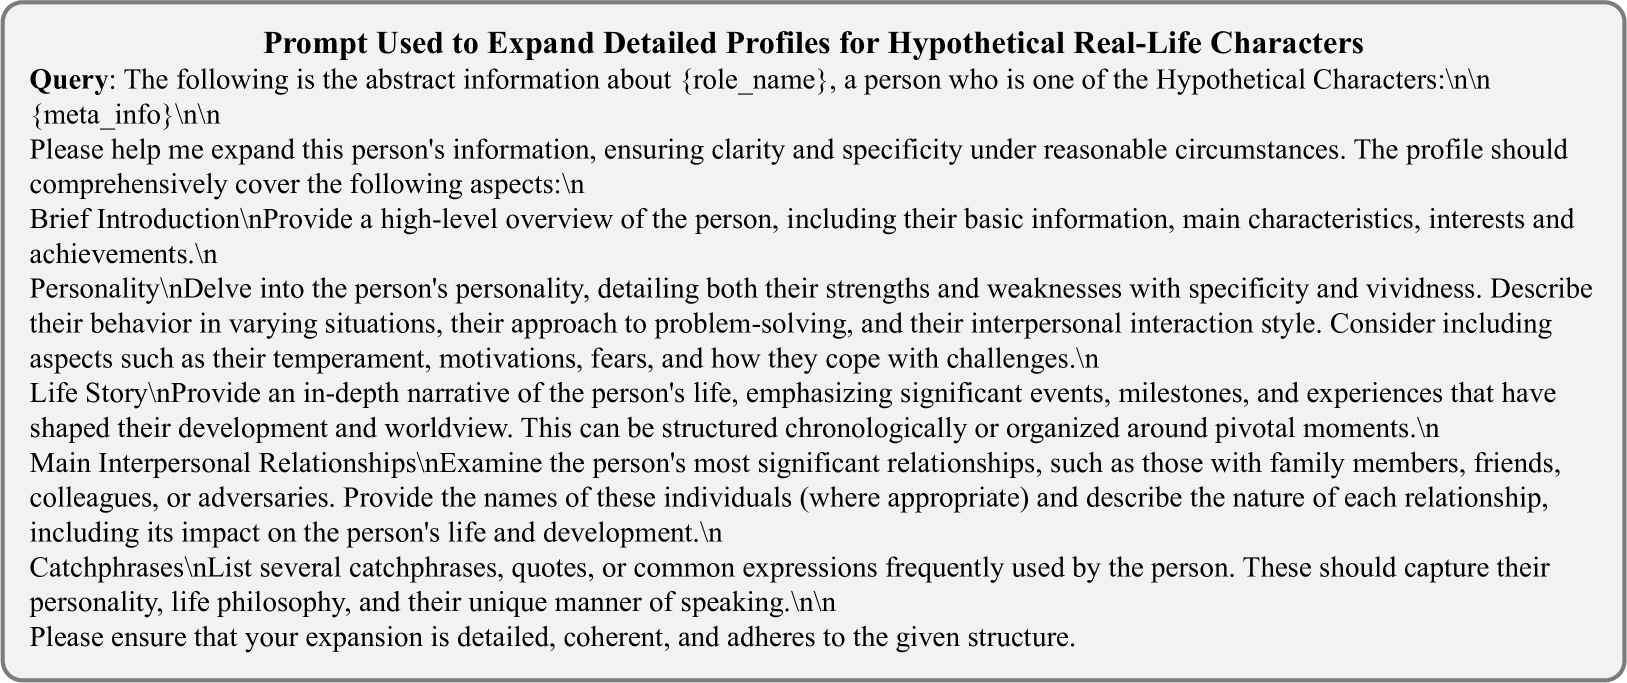 Prompt Used to Expand Detailed Profiles for Hypothetical Real-Life Characters
Query: The following is the abstract information about {role_name}, a person who is one of the Hypothetical Characters:\n\n
{meta_info}\n\n
Please help me expand this person's information, ensuring clarity and specificity under reasonable circumstances. The profile should
comprehensively cover the following aspects:\n
Brief Introduction\nProvide a high-level overview of the person, including their basic information, main characteristics, interests and
achievements.\n
Personality\nDelve into the person's personality, detailing both their strengths and weaknesses with specificity and vividness. Describe
their behavior in varying situations, their approach to problem-solving, and their interpersonal interaction style. Consider including
aspects such as their temperament, motivations, fears, and how they cope with challenges.\n
Life Story\nProvide an in-depth narrative of the person's life, emphasizing significant events, milestones, and experiences that have
shaped their development and worldview. This can be structured chronologically or organized around pivotal moments.\n
Main Interpersonal Relationships\nExamine the person's most significant relationships, such as those with family members, friends,
colleagues, or adversaries. Provide the names of these individuals (where appropriate) and describe the nature of each relationship,
including its impact on the person's life and development.\n
Catchphrases\nList several catchphrases, quotes, or common expressions frequently used by the person. These should capture their
personality, life philosophy, and their unique manner of speaking.\n\n
Please ensure that your expansion is detailed, coherent, and adheres to the given structure.